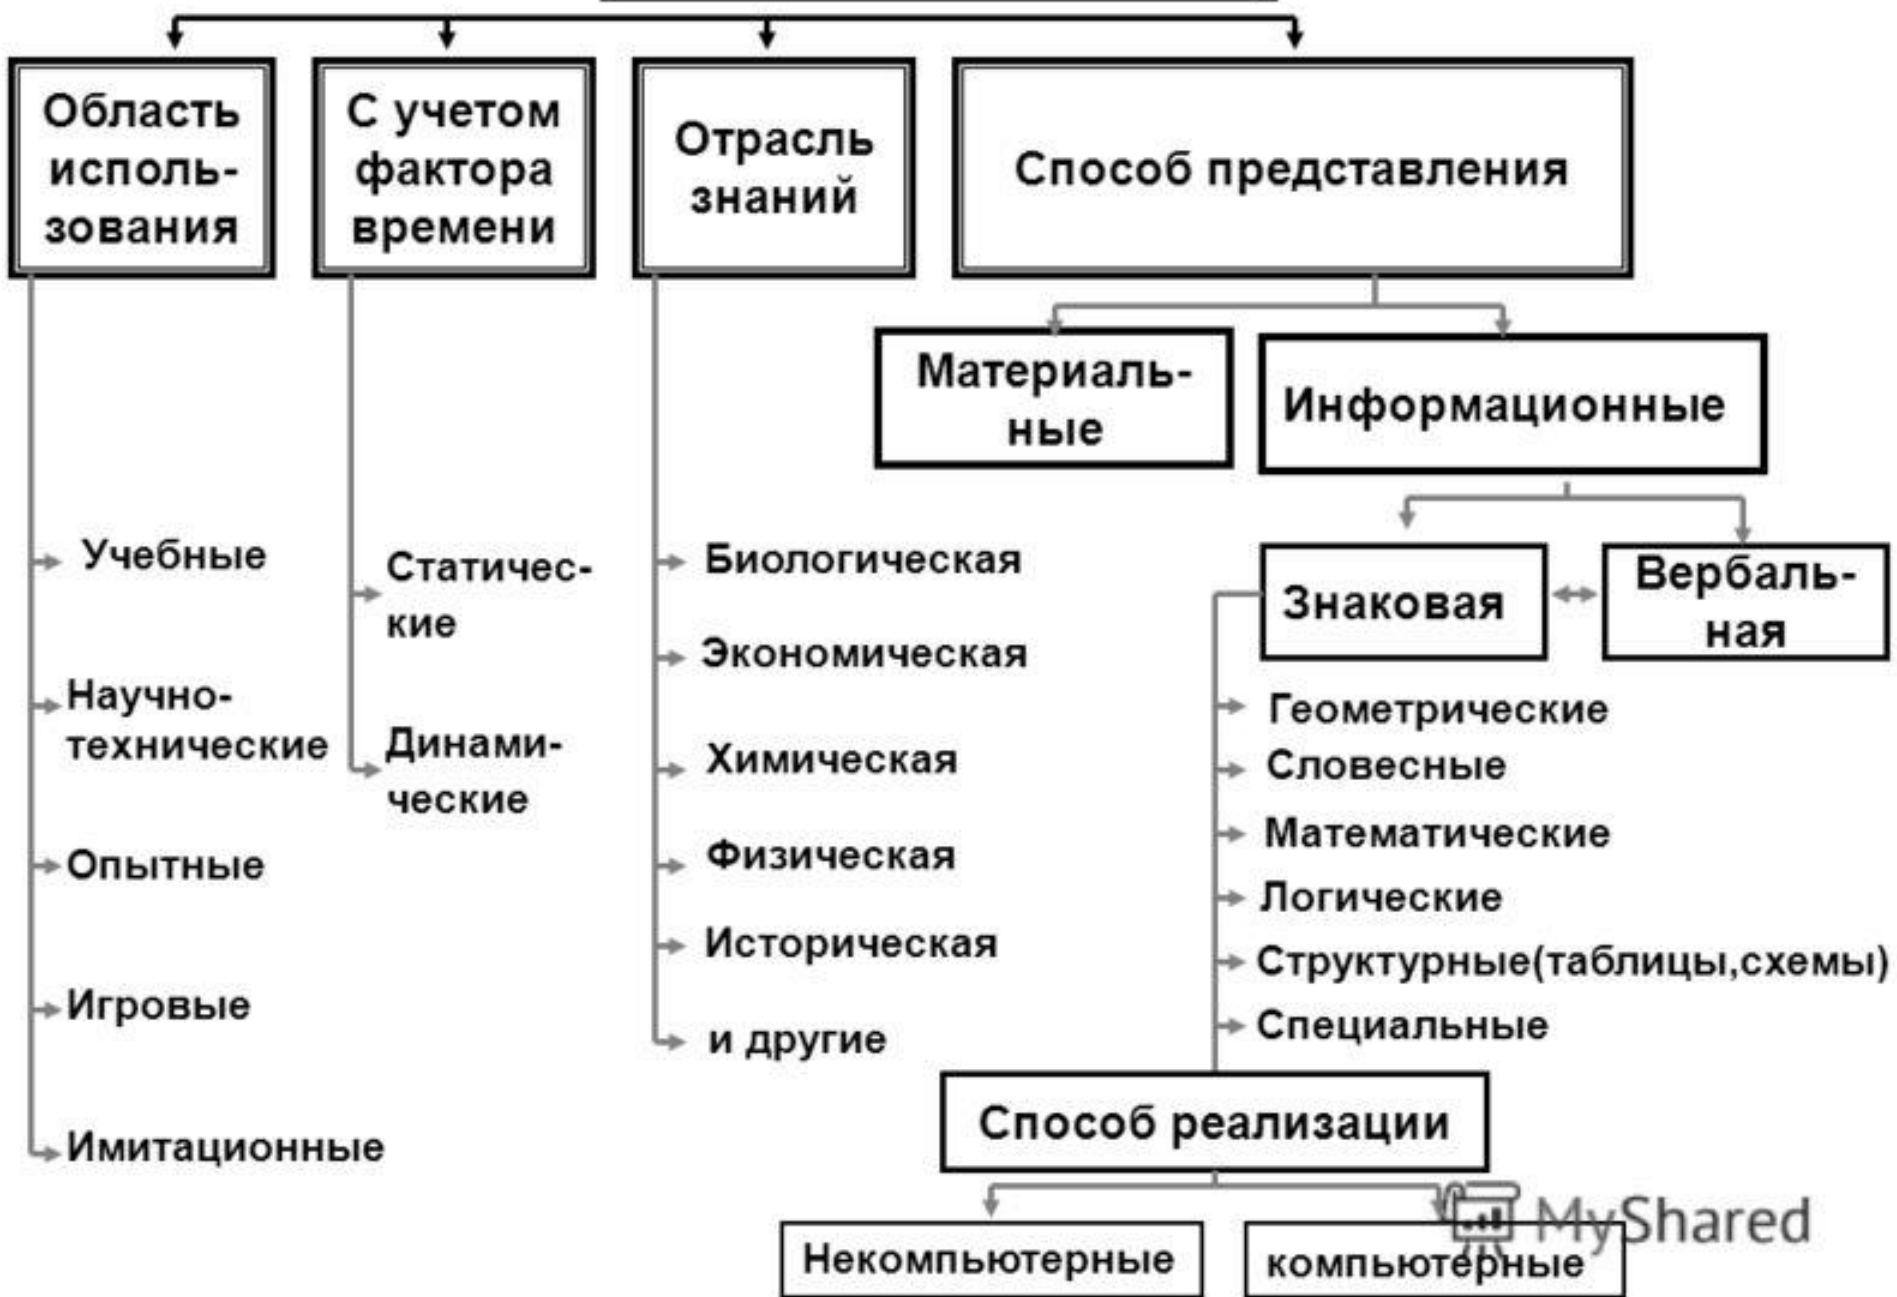 Область
исполь-
зования
С учетом
фактора
времени
Отрасль
знаний
Способ представления
Материаль-
ные
Информационные
Учебные
Научно-
технические
Опытные
Игровые
Имитационные
Статичес-
кие
Динами-
ческие
Биологическая
Экономическая
Химическая
Физическая
Историческая
и другие
Знаковая
Вербаль-
ная
Геометрические
Словесные
Математические
Логические
Структурные(таблицы,схемы)
Специальные
Способ реализации
Некомпьютерные
компьютерные
MyShared